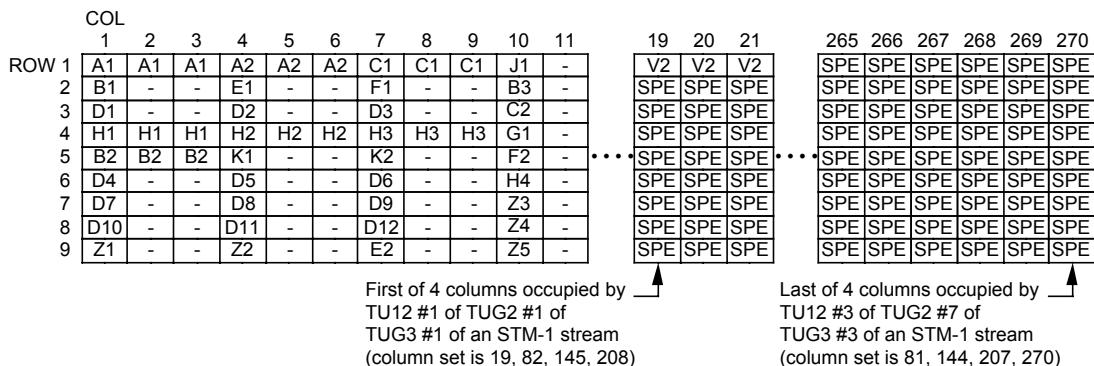 COL
1 2 3 4 5 6 7 8 9 10 11 19 20 21 265 266 267 268 269 270
ROW 1 A1 A1 A1 A2 A2 A2 C1 C1 C1 J1 - V2 V2 V2 SPE SPE SPE SPE SPE SPE
2 B1 - - E1 - - F1 - - B3 - SPE SPE SPE SPE SPE SPE SPE SPE SPE
3 D1 - - D2 - - D3 - - C2 - SPE SPE SPE SPE SPE SPE SPE SPE SPE
4 H1 H1 H1 H2 H2 H2 H3 H3 H3 G1 - SPE SPE SPE SPE SPE SPE SPE SPE SPE
5 B2 B2 B2 K1 - - K2 - - F2 - •••• SPE SPE SPE •••• SPE SPE SPE SPE SPE SPE
6 D4 - - D5 - - D6 - - H4 - SPE SPE SPE SPE SPE SPE SPE SPE SPE
7 D7 - - D8 - - D9 - - Z3 - SPE SPE SPE SPE SPE SPE SPE SPE SPE
8 D10 - - D11 - - D12 - - Z4 - SPE SPE SPE SPE SPE SPE SPE SPE SPE
9 Z1 - - Z2 - - E2 - - Z5 - SPE SPE SPE SPE SPE SPE SPE SPE SPE
First of 4 columns occupied by
TU12 #1 of TUG2 #1 of
TUG3 #1 of an STM-1 stream
(column set is 19, 82, 145, 208)
Last of 4 columns occupied by
TU12 #3 of TUG2 #7 of
TUG3 #3 of an STM-1 stream
(column set is 81, 144, 207, 270)